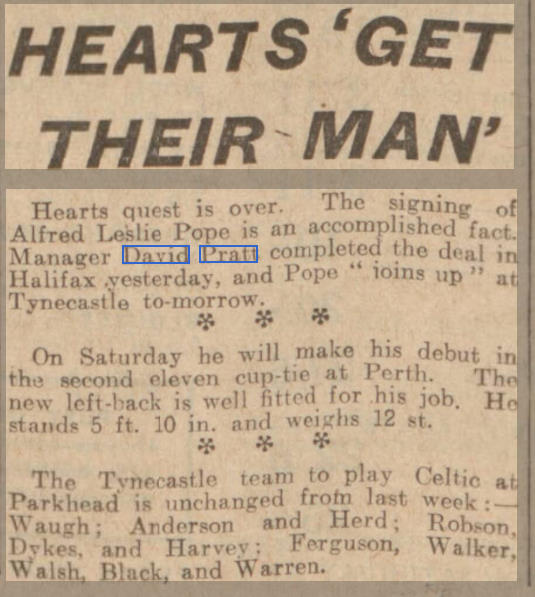 HEARTS 'GET
THEIR MAN'
Hearts quest is over. The signing of
Alfred Leslie Pope is an accomplished fact.
Manager David Pratt completed the deal in
Halifax yesterday, and Pope " joins up " at
Tynecastle to-morrow.
* * *
On Saturday he will make his debut in
the second eleven cup-tie at Perth. The
new left-back is well fitted for his job. He
stands 5 ft. 10 in. and weighs 12 st.
* * *
The Tynecastle team to play Celtic at
Parkhead is unchanged from last week:—
Waugh; Anderson and Herd; Robson,
Dykes, and Harvey; Ferguson, Walker,
Walsh, Black, and Warren.